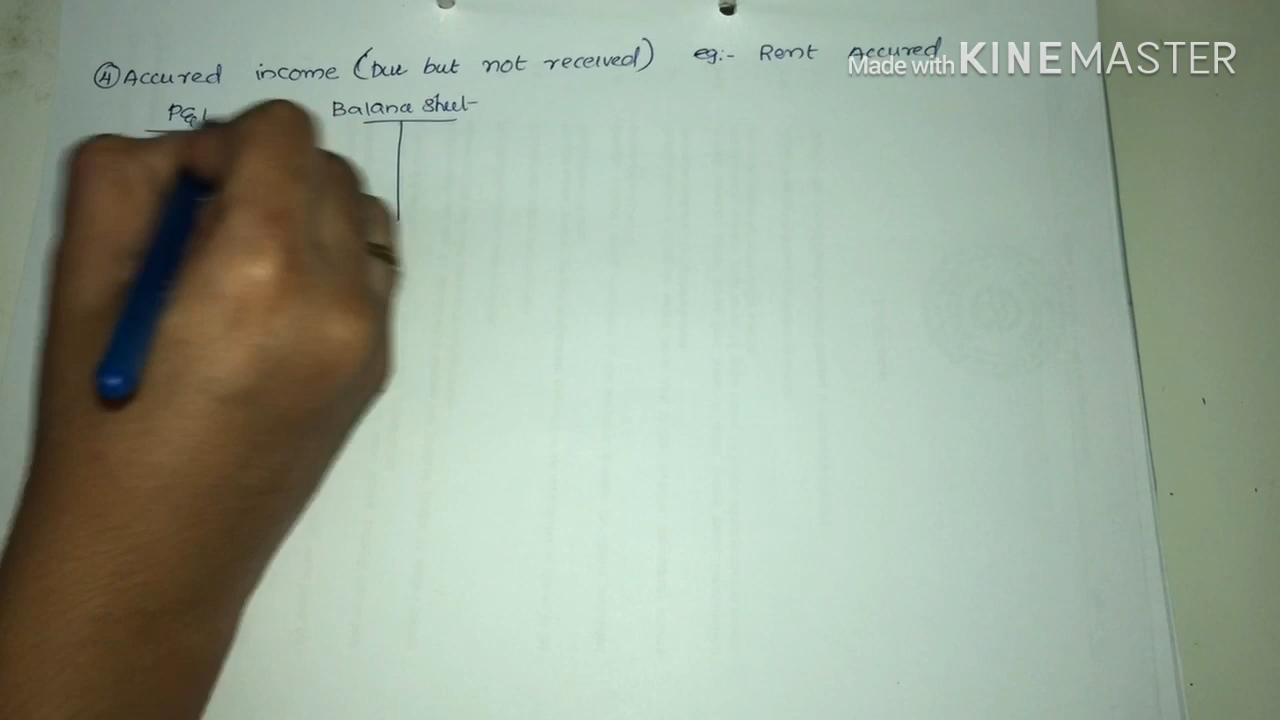 ④ Accured income (Due but not received) eg:- Rent Accured
Made with KINEMASTER
P&L Balance Sheet